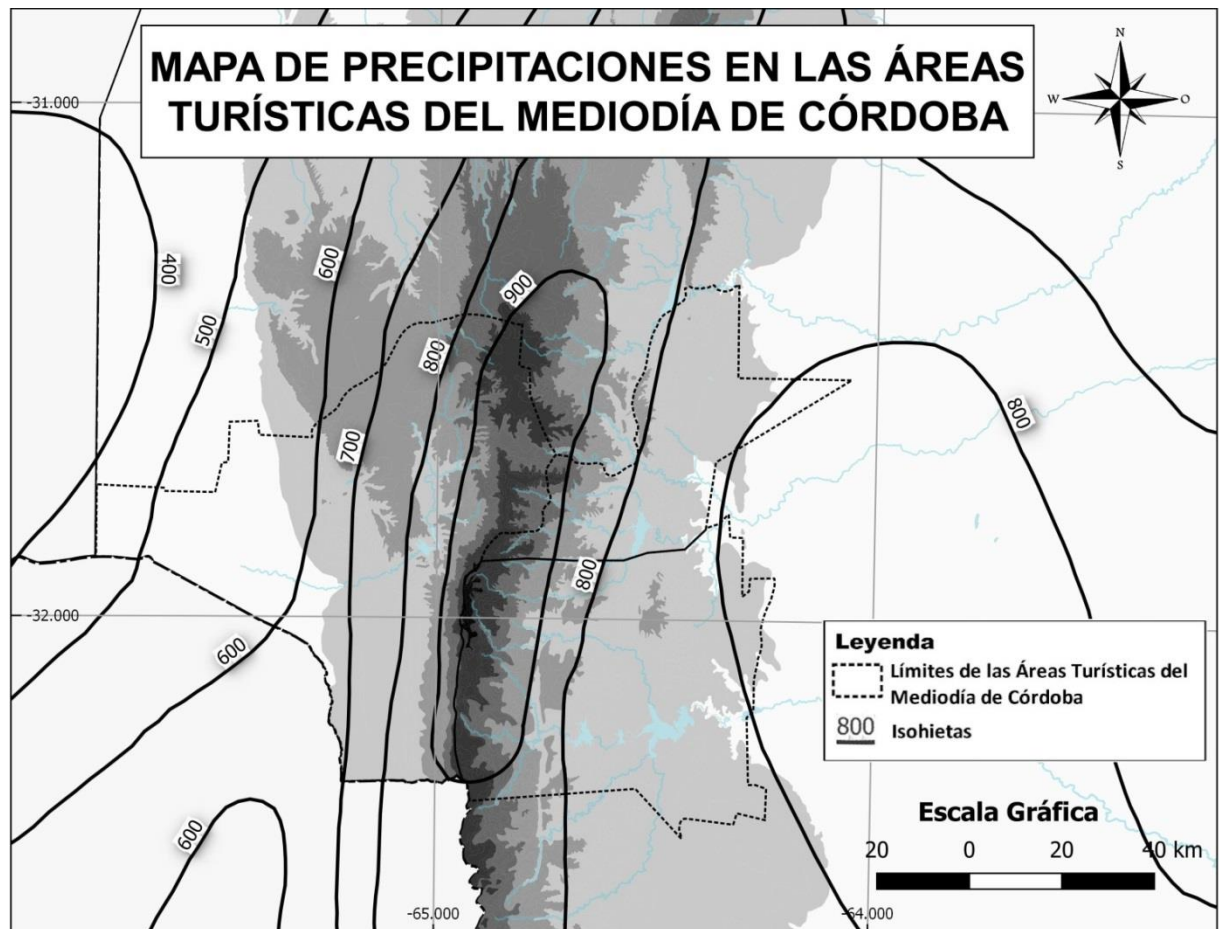 MAPA DE PRECIPITACIONES EN LAS ÁREAS
TURÍSTICAS DEL MEDIODÍA DE CÓRDOBA
N
W
O
S
-31.000
400
500
600
900
800
700
800
800
-32.000
600
600
Leyenda
Límites de las Áreas Turísticas del
Mediodía de Córdoba
800 Isohietas
Escala Gráfica
20 0 20 40 km
-65.000
-64.000